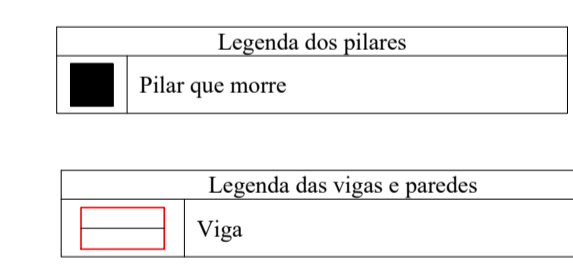 Legenda dos pilares
Pilar que morre
Legenda das vigas e paredes
Viga